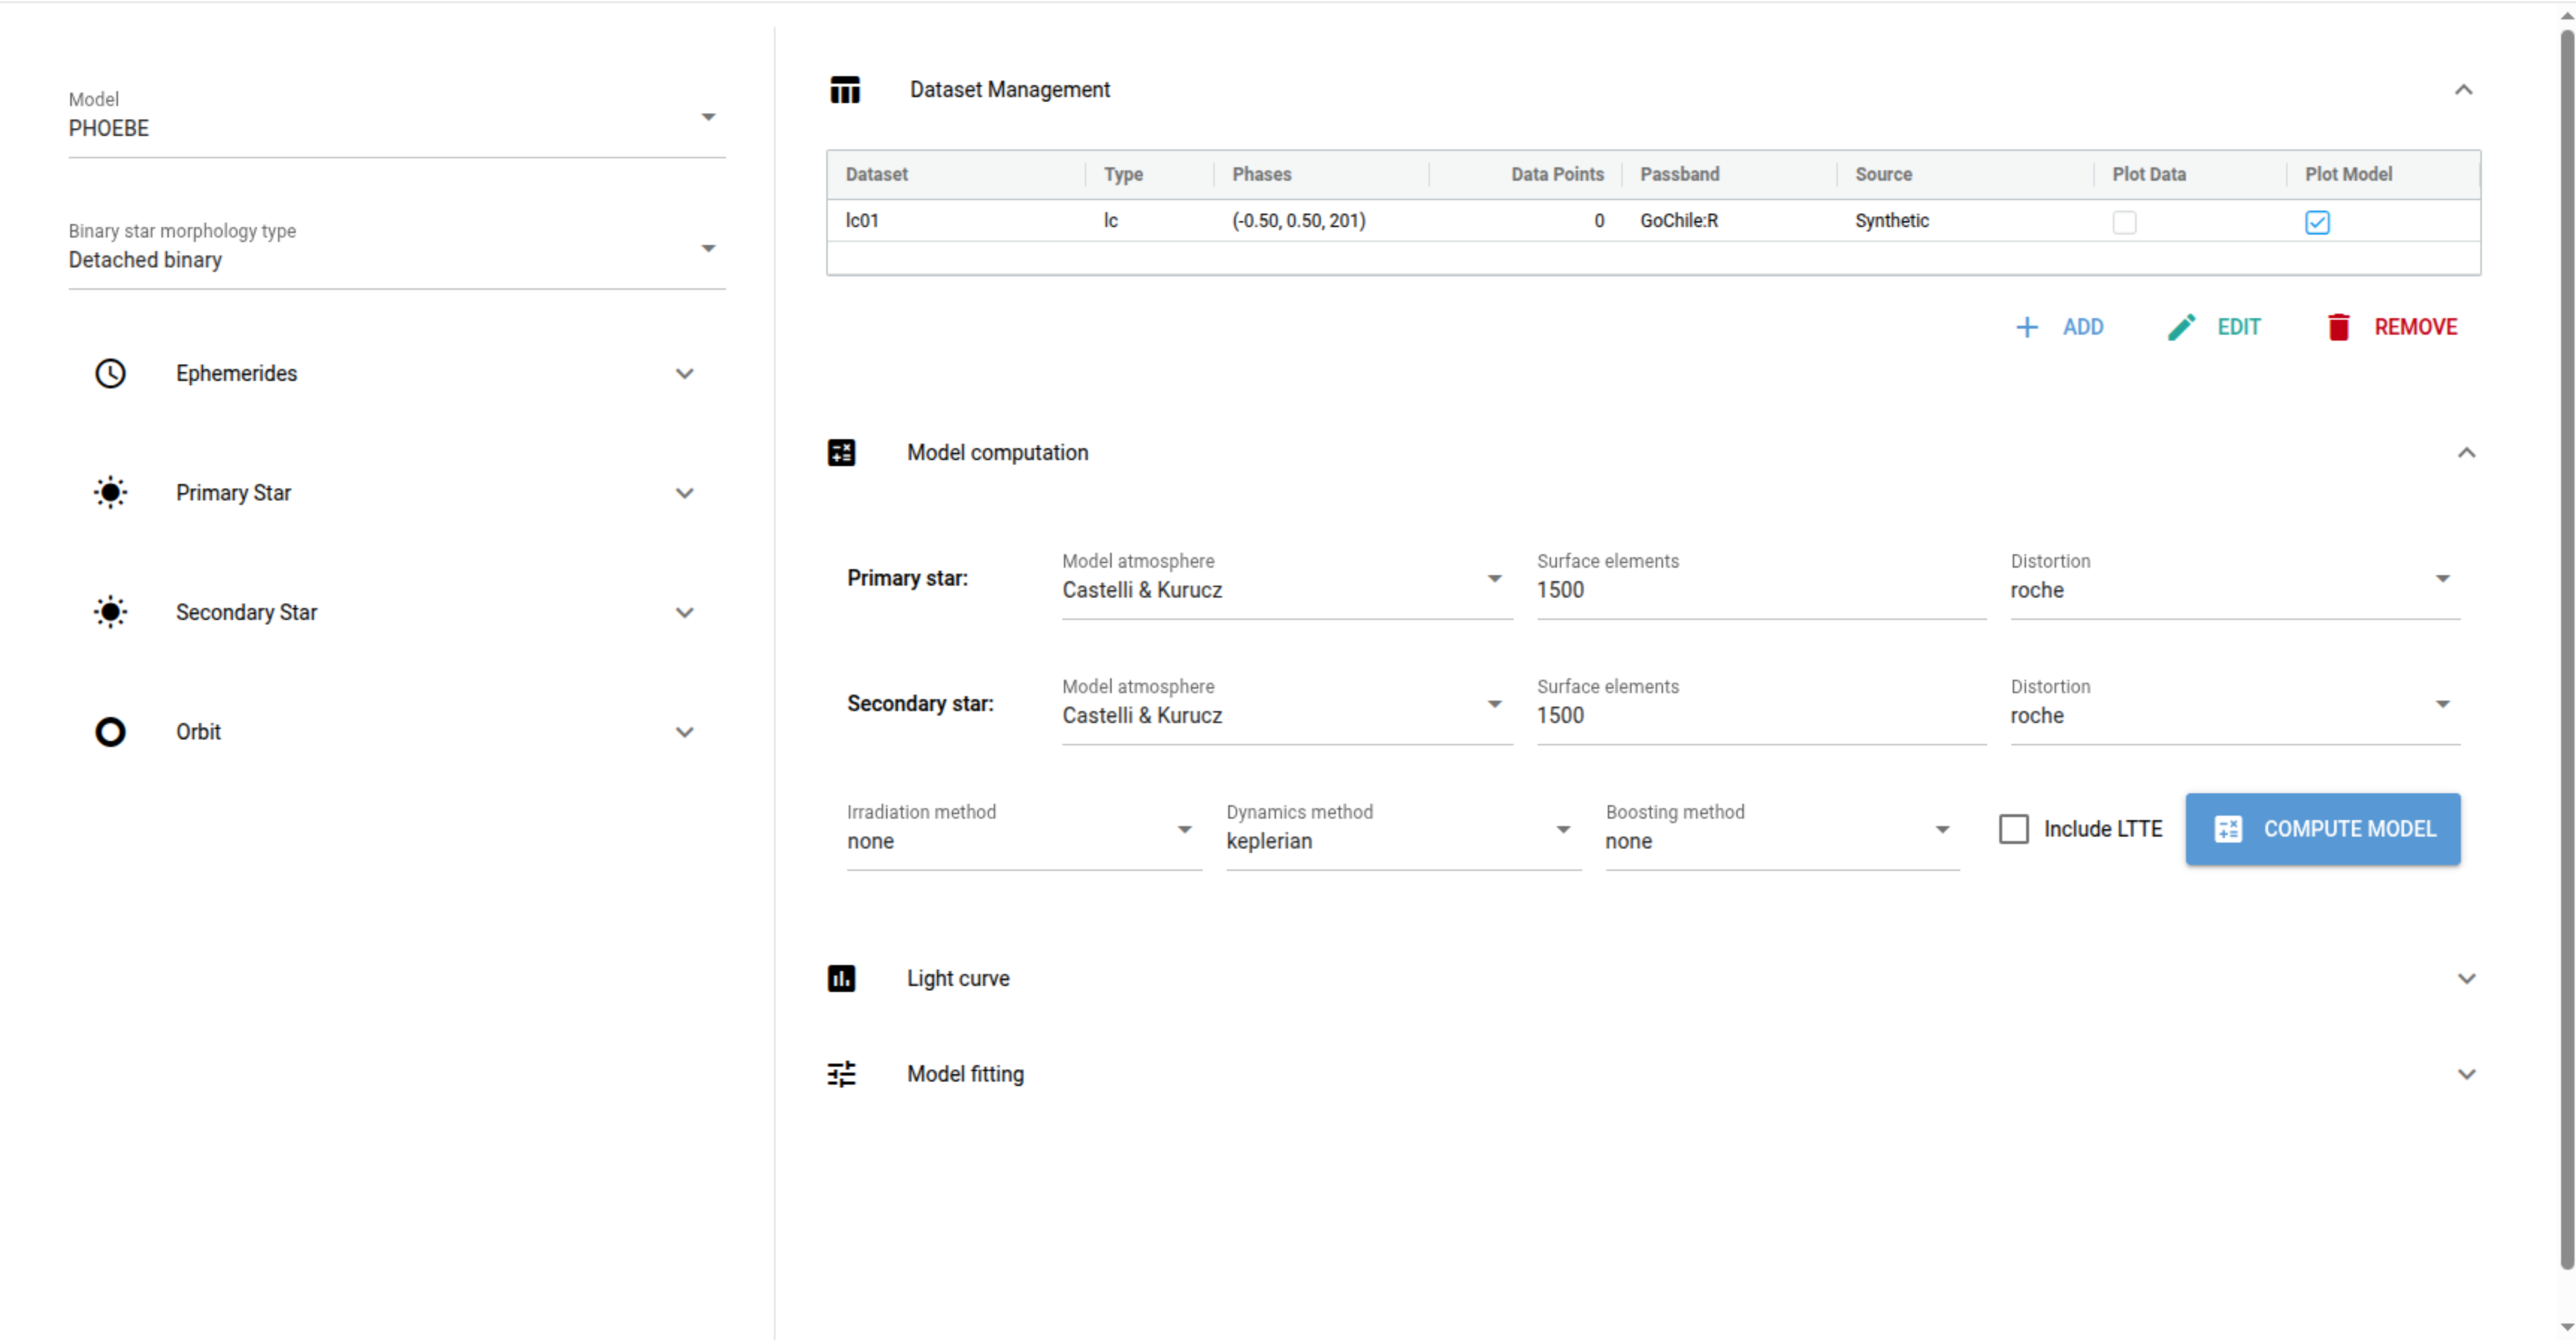 Model
PHOEBE
Binary star morphology type
Detached binary
Ephemerides
Primary Star
Secondary Star
Orbit
Dataset Management
Dataset Type Phases Data Points Passband Source Plot Data Plot Model
lc01 lc (-0.50, 0.50, 201) 0 GoChile:R Synthetic
ADD EDIT REMOVE
Model computation
Primary star: Model atmosphere Surface elements Distortion
Castelli & Kurucz 1500 roche
Secondary star: Model atmosphere Surface elements Distortion
Castelli & Kurucz 1500 roche
Irradiation method Dynamics method Boosting method
none keplerian none Include LTTE COMPUTE MODEL
Light curve
Model fitting